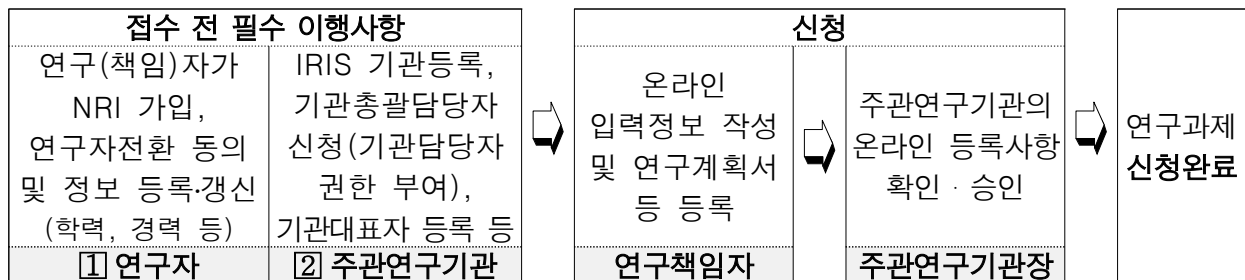 접수 전 필수 이행사항
연구(책임)자가
NRI 가입,
연구자전환 동의
및 정보 등록·갱신
(학력, 경력 등)
1 연구자
IRIS 기관등록,
기관총괄담당자
신청(기관담당자
권한 부여),
기관대표자 등록 등
2 주관연구기관
신청
온라인
입력정보 작성
및 연구계획서
등 등록
연구책임자
주관연구기관의
온라인 등록사항
확인·승인
주관연구기관장
연구과제
신청완료